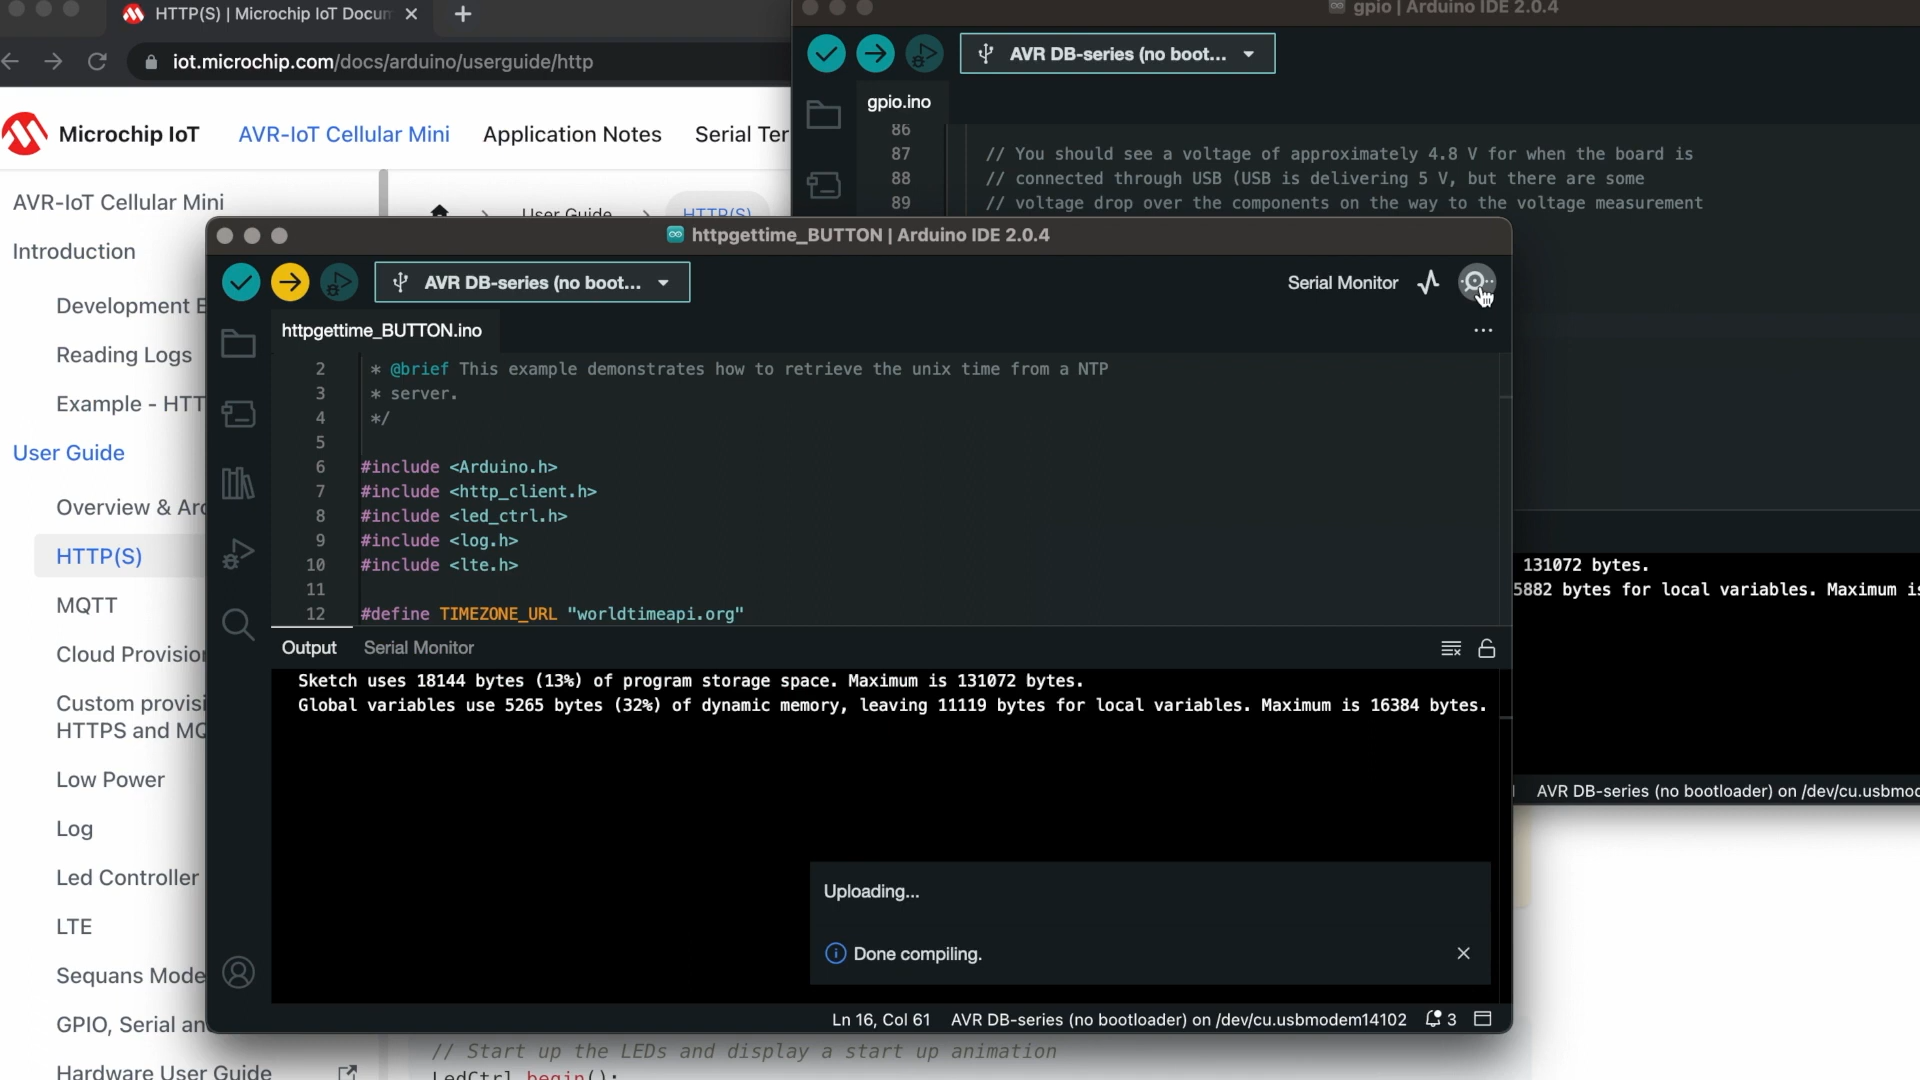 HTTP(S) | Microchip IoT Docum
gpio | Arduino IDE 2.0.4
iot.microchip.com/docs/arduino/userguide/http
AVR DB-series (no boot...
gpio.ino
Microchip IoT
AVR-IoT Cellular Mini
Application Notes
Serial Ter
86
87 // You should see a voltage of approximately 4.8 V for when the board is
88 // connected through USB (USB is delivering 5 V, but there are some
89 // voltage drop over the components on the way to the voltage measurement
User Guide
HTTP(S)
AVR-IoT Cellular Mini
Introduction
Development E
Reading Logs
Example - HTT
User Guide
Overview & Arc
HTTP(S)
MQTT
Cloud Provision
Custom provisi
HTTPS and MQ
Low Power
Log
Led Controller
LTE
Sequans Mode
GPIO, Serial an
Hardware User Guide
httpgettime_BUTTON | Arduino IDE 2.0.4
AVR DB-series (no boot...
Serial Monitor
httpgettime_BUTTON.ino
2 * @brief This example demonstrates how to retrieve the unix time from a NTP
3 * server.
4 */
5
6 #include <Arduino.h>
7 #include <http_client.h>
8 #include <led_ctrl.h>
9 #include <log.h>
10 #include <lte.h>
11
12 #define TIMEZONE_URL "worldtimeapi.org"
Output Serial Monitor
Sketch uses 18144 bytes (13%) of program storage space. Maximum is 131072 bytes.
Global variables use 5265 bytes (32%) of dynamic memory, leaving 11119 bytes for local variables. Maximum is 16384 bytes.
Uploading...
Done compiling.
Ln 16, Col 61 AVR DB-series (no bootloader) on /dev/cu.usbmodem14102 3
131072 bytes.
5882 bytes for local variables. Maximum is
AVR DB-series (no bootloader) on /dev/cu.usbmod
// Start up the LEDs and display a start up animation
LedCtrl.begin();